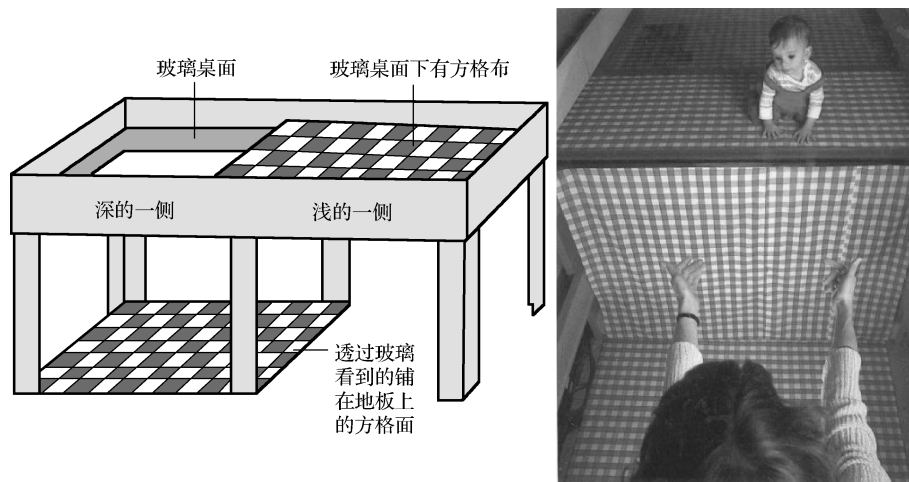 玻璃桌面
玻璃桌面下有方格布
深的一侧
浅的一侧
透过玻璃
看到的铺
在地板上
的方格面